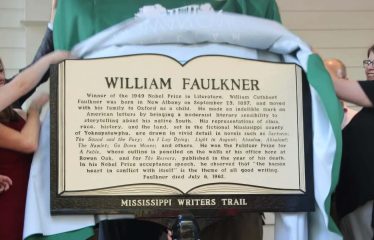 WILLIAM FAULKNER
Winner of the 1949 Nobel Prize in Literature, William Cuthbert
Faulkner was born in New Albany on September 25, 1897, and moved
with his family to Oxford as a child. He made an indelible mark on
American letters by bringing a modernist literary sensibility to
storytelling about his native South. His representations of class,
race, history, and the land, set in the fictional Mississippi county
of Yoknapatawpha, are drawn in vivid detail in novels such as Sartoris;
The Sound and the Fury; As I Lay Dying; Light in August; Absalom, Absalom!;
The Hamlet; Go Down Moses; and others. He won the Pulitzer Prize for
A Fable, whose outline is penciled on the walls of his office here at
Rowan Oak, and for The Reivers, published in the year of his death.
In his Nobel Prize acceptance speech, he observed that "the human
heart in conflict with itself" is the theme of all good writing.
Faulkner died July 6, 1962.
MISSISSIPPI WRITERS TRAIL